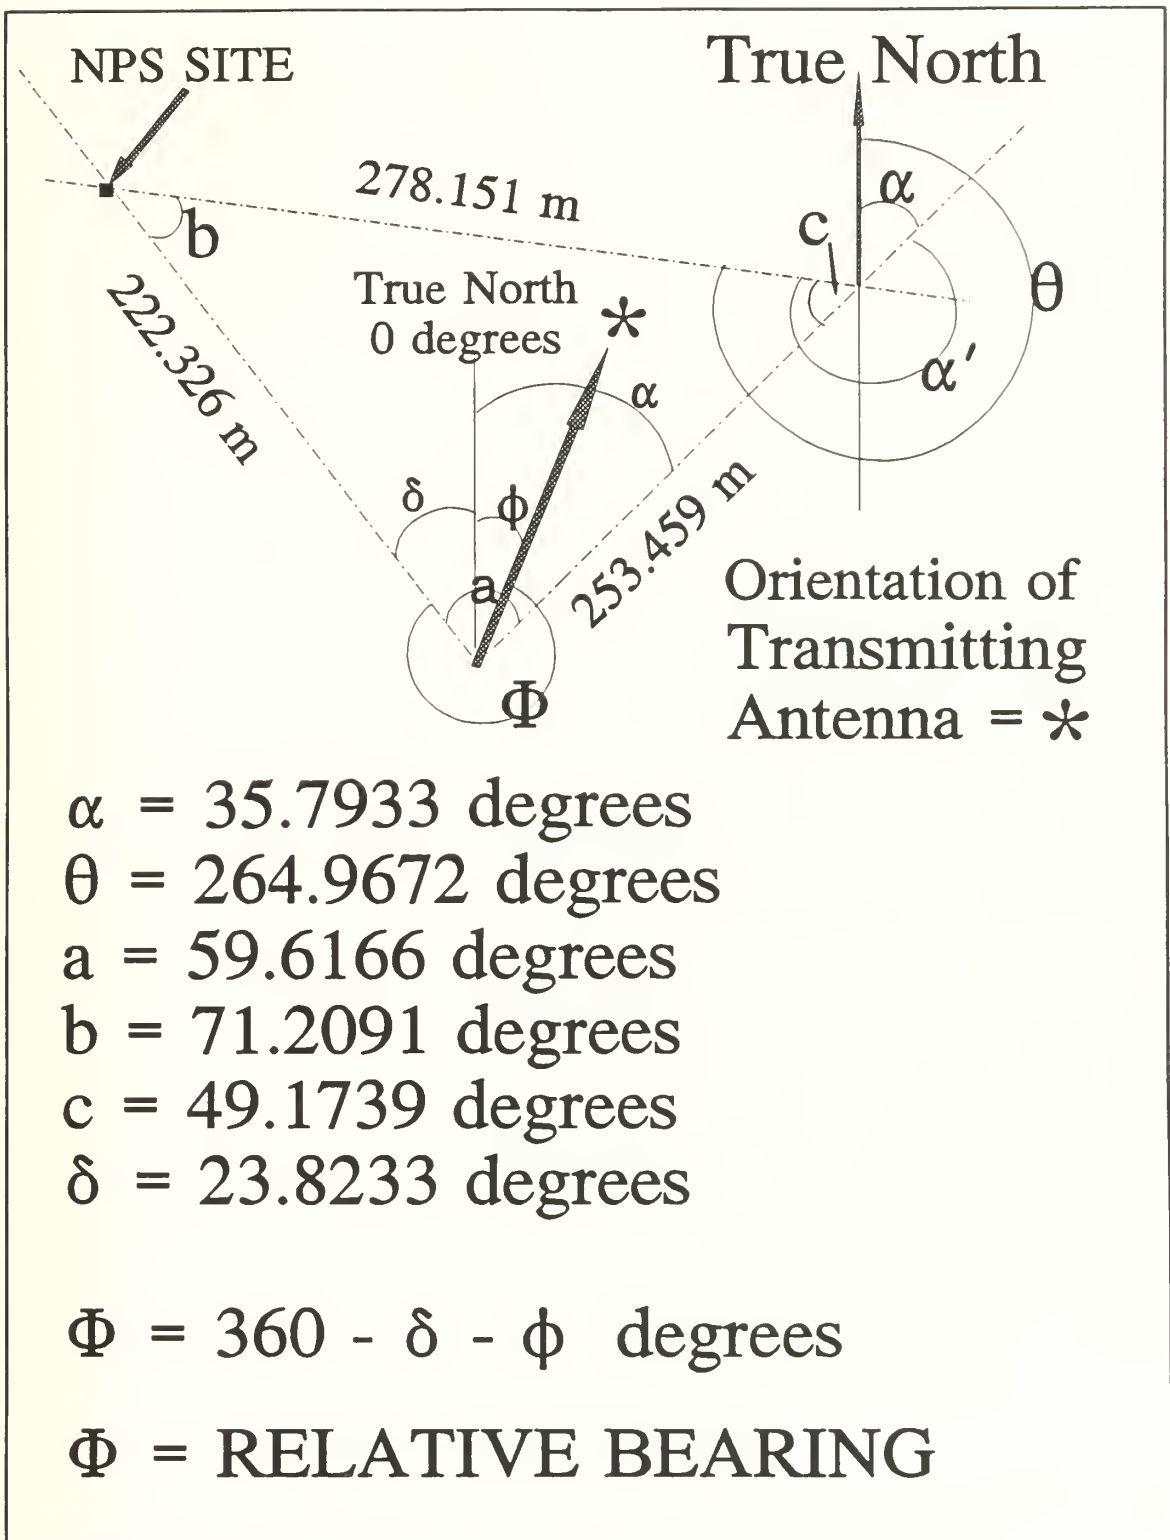 NPS SITE
True North
278.151 m
α
c
b
θ
True North
0 degrees
*
222.326 m
α
α′
δ
ϕ
253.459 m
a
Φ
Orientation of
Transmitting
Antenna = *
α = 35.7933 degrees
θ = 264.9672 degrees
a = 59.6166 degrees
b = 71.2091 degrees
c = 49.1739 degrees
δ = 23.8233 degrees
Φ = 360 - δ - ϕ degrees
Φ = RELATIVE BEARING